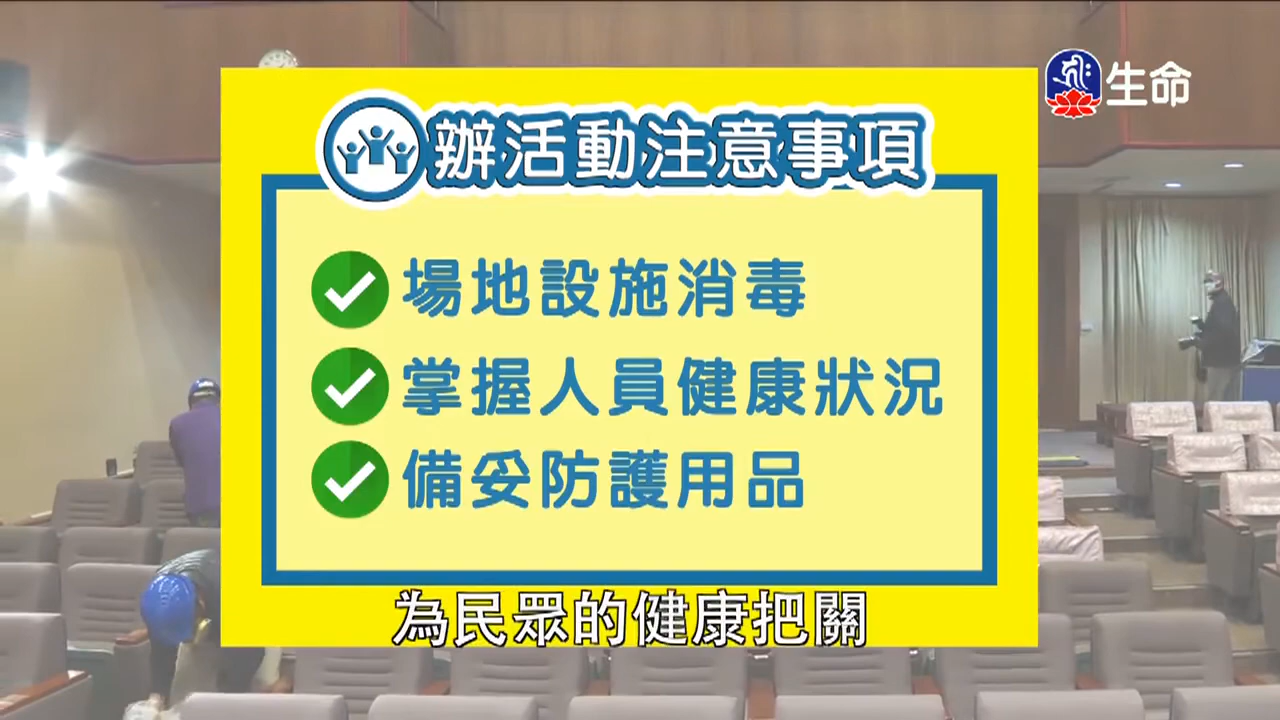 生命
辦活動注意事項
場地設施消毒
掌握人員健康狀況
備妥防護用品
為民眾的健康把關